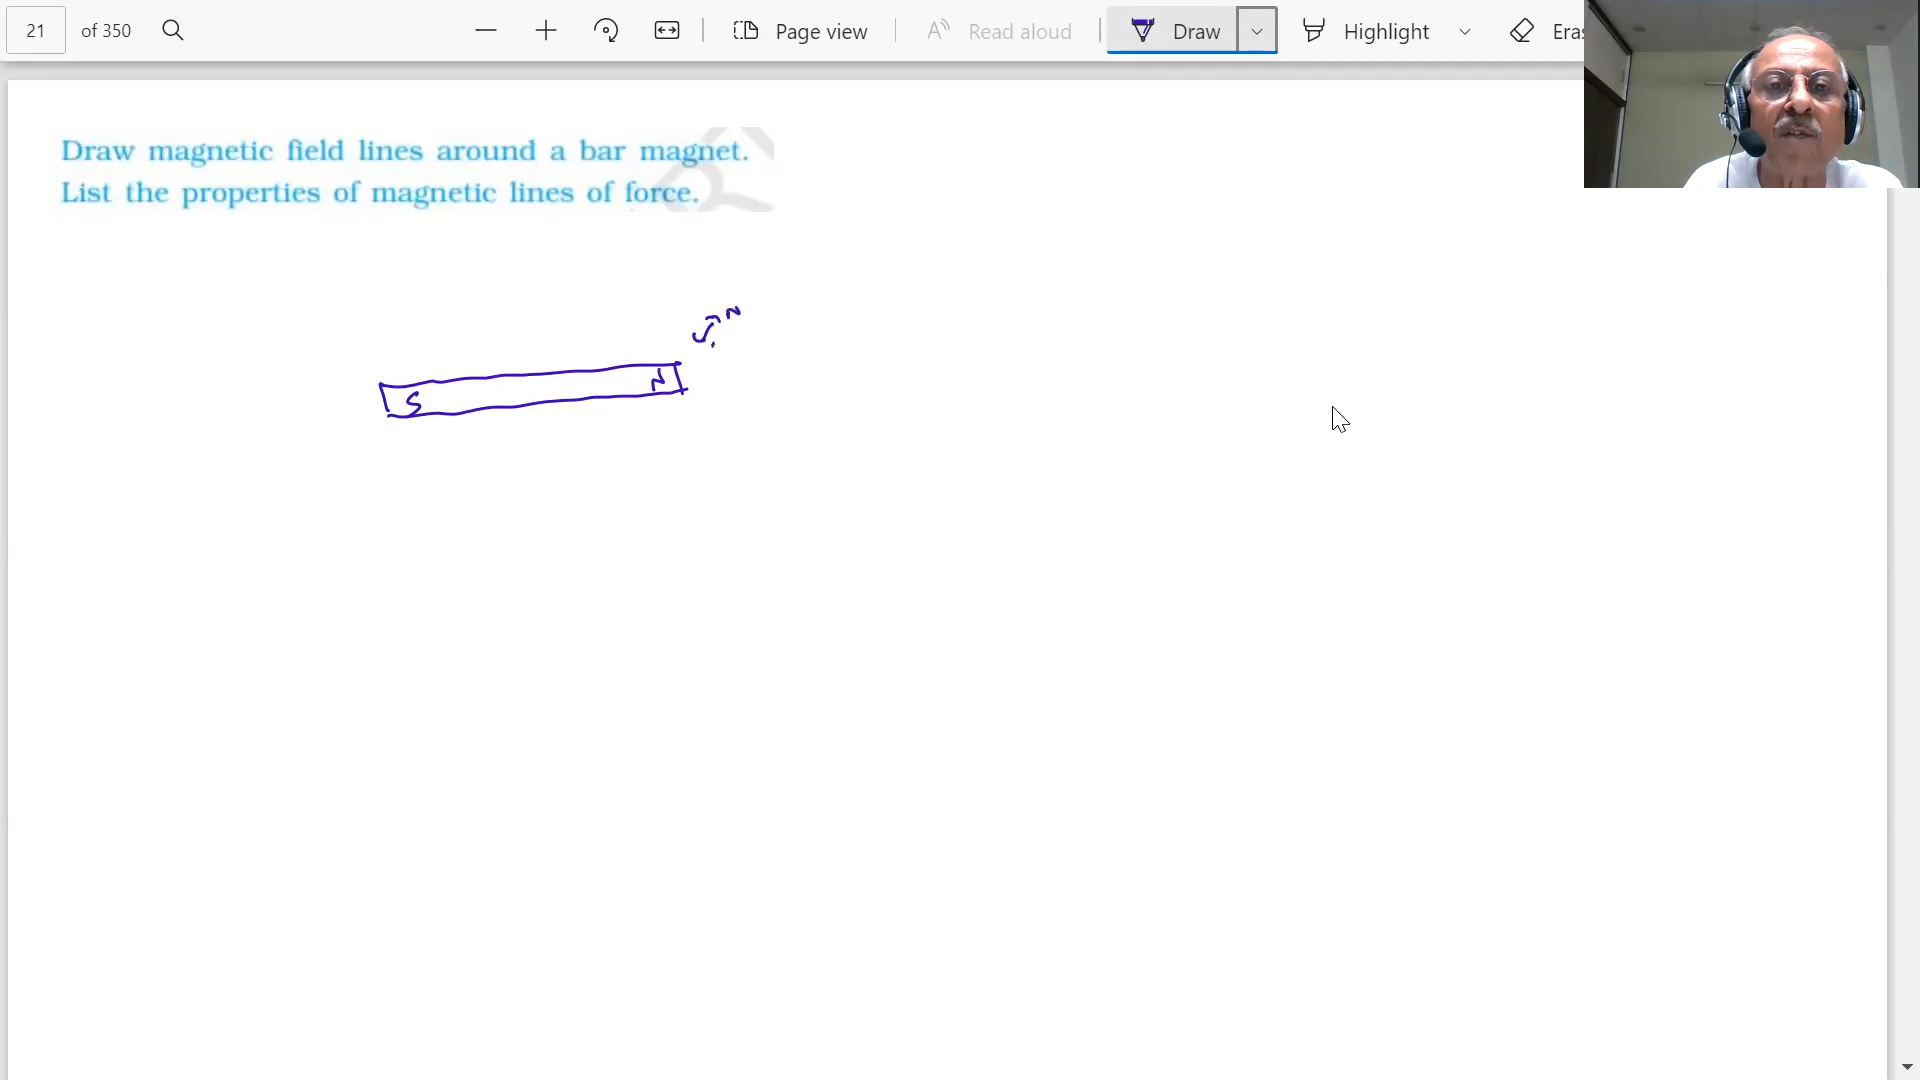 21 of 350 Page view Read aloud Draw Highlight Eras
Draw magnetic field lines around a bar magnet.
List the properties of magnetic lines of force.
N
S N